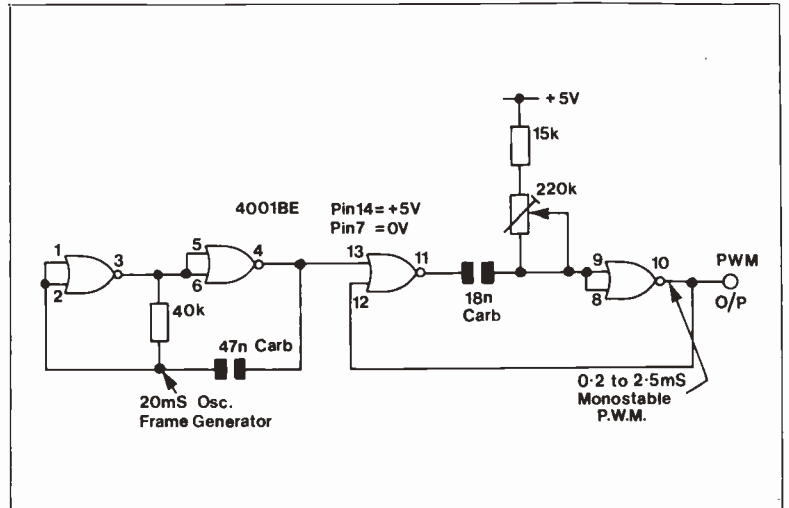 +5V
15k
220k
4001BE
Pin14=+5V
Pin7 =0V
1
2
3
5
6
4
13
12
11
9
8
10
PWM
O/P
40k
47n Carb
18n
Carb
20mS Osc.
Frame Generator
0·2 to 2·5mS
Monostable
P.W.M.